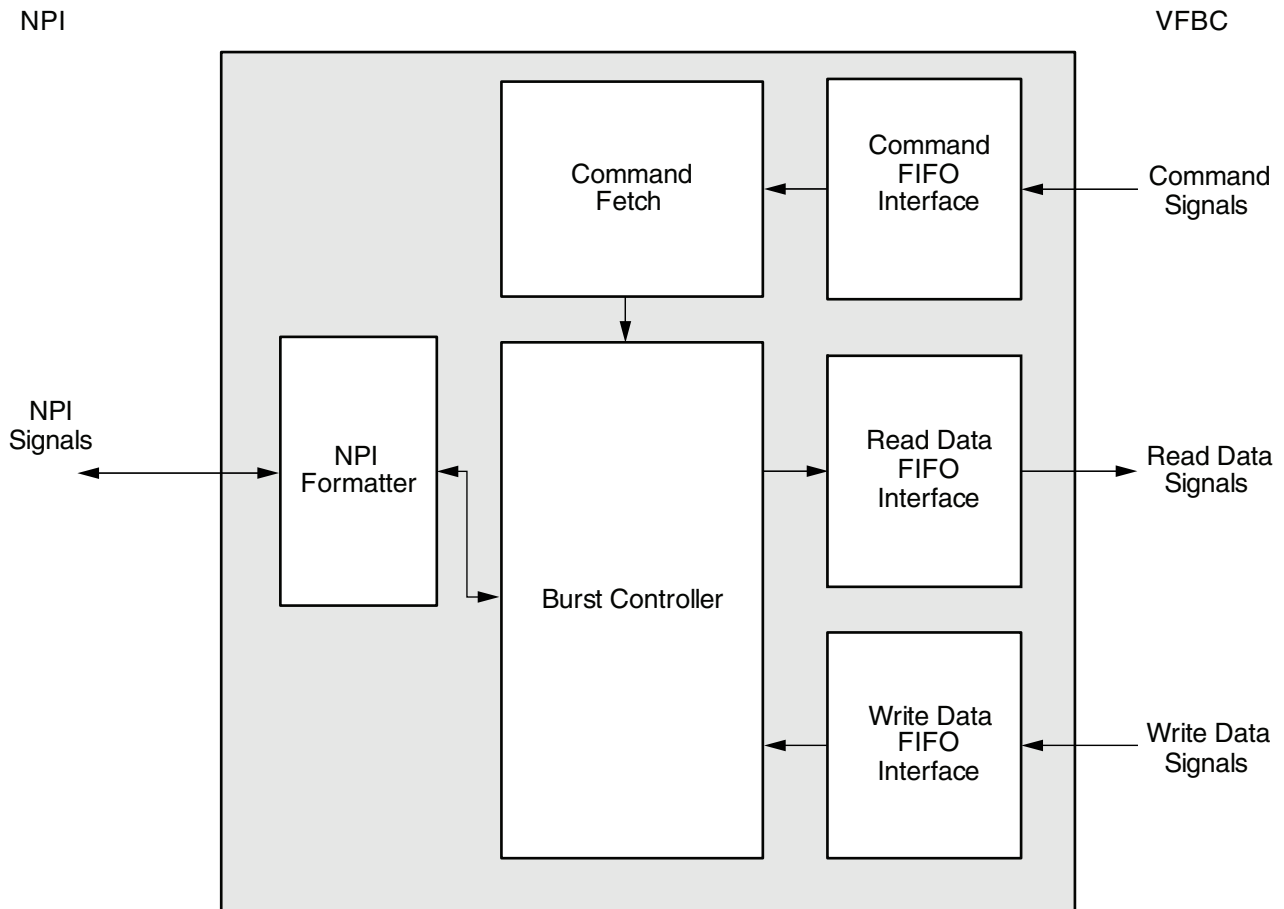 NPI
VFBC
Command
Fetch
Command
FIFO
Interface
Command
Signals
NPI
Signals
NPI
Formatter
Burst Controller
Read Data
FIFO
Interface
Read Data
Signals
Write Data
FIFO
Interface
Write Data
Signals